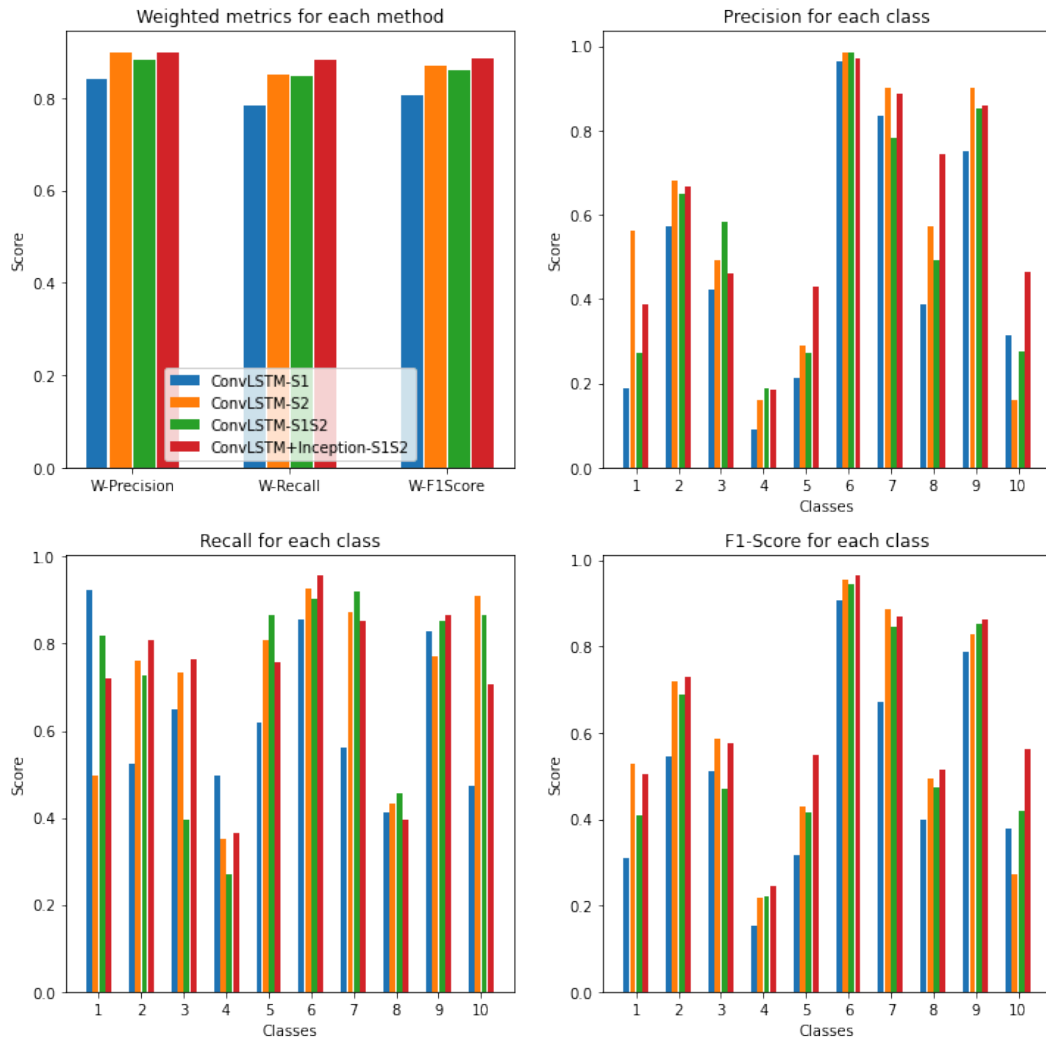 Weighted metrics for each method
Score
0.8
0.6
0.4
0.2
0.0
W-Precision W-Recall W-F1Score
ConvLSTM-S1
ConvLSTM-S2
ConvLSTM-S1S2
ConvLSTM+Inception-S1S2
Precision for each class
Score
1.0
0.8
0.6
0.4
0.2
0.0
1 2 3 4 5 6 7 8 9 10
Classes
Recall for each class
Score
1.0
0.8
0.6
0.4
0.2
0.0
1 2 3 4 5 6 7 8 9 10
Classes
F1-Score for each class
Score
1.0
0.8
0.6
0.4
0.2
0.0
1 2 3 4 5 6 7 8 9 10
Classes